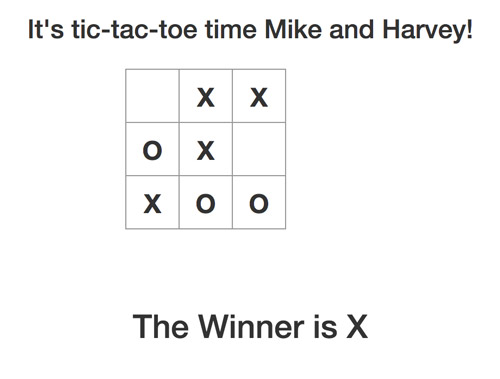 It's tic-tac-toe time Mike and Harvey!
X X
O X
X O O
The Winner is X